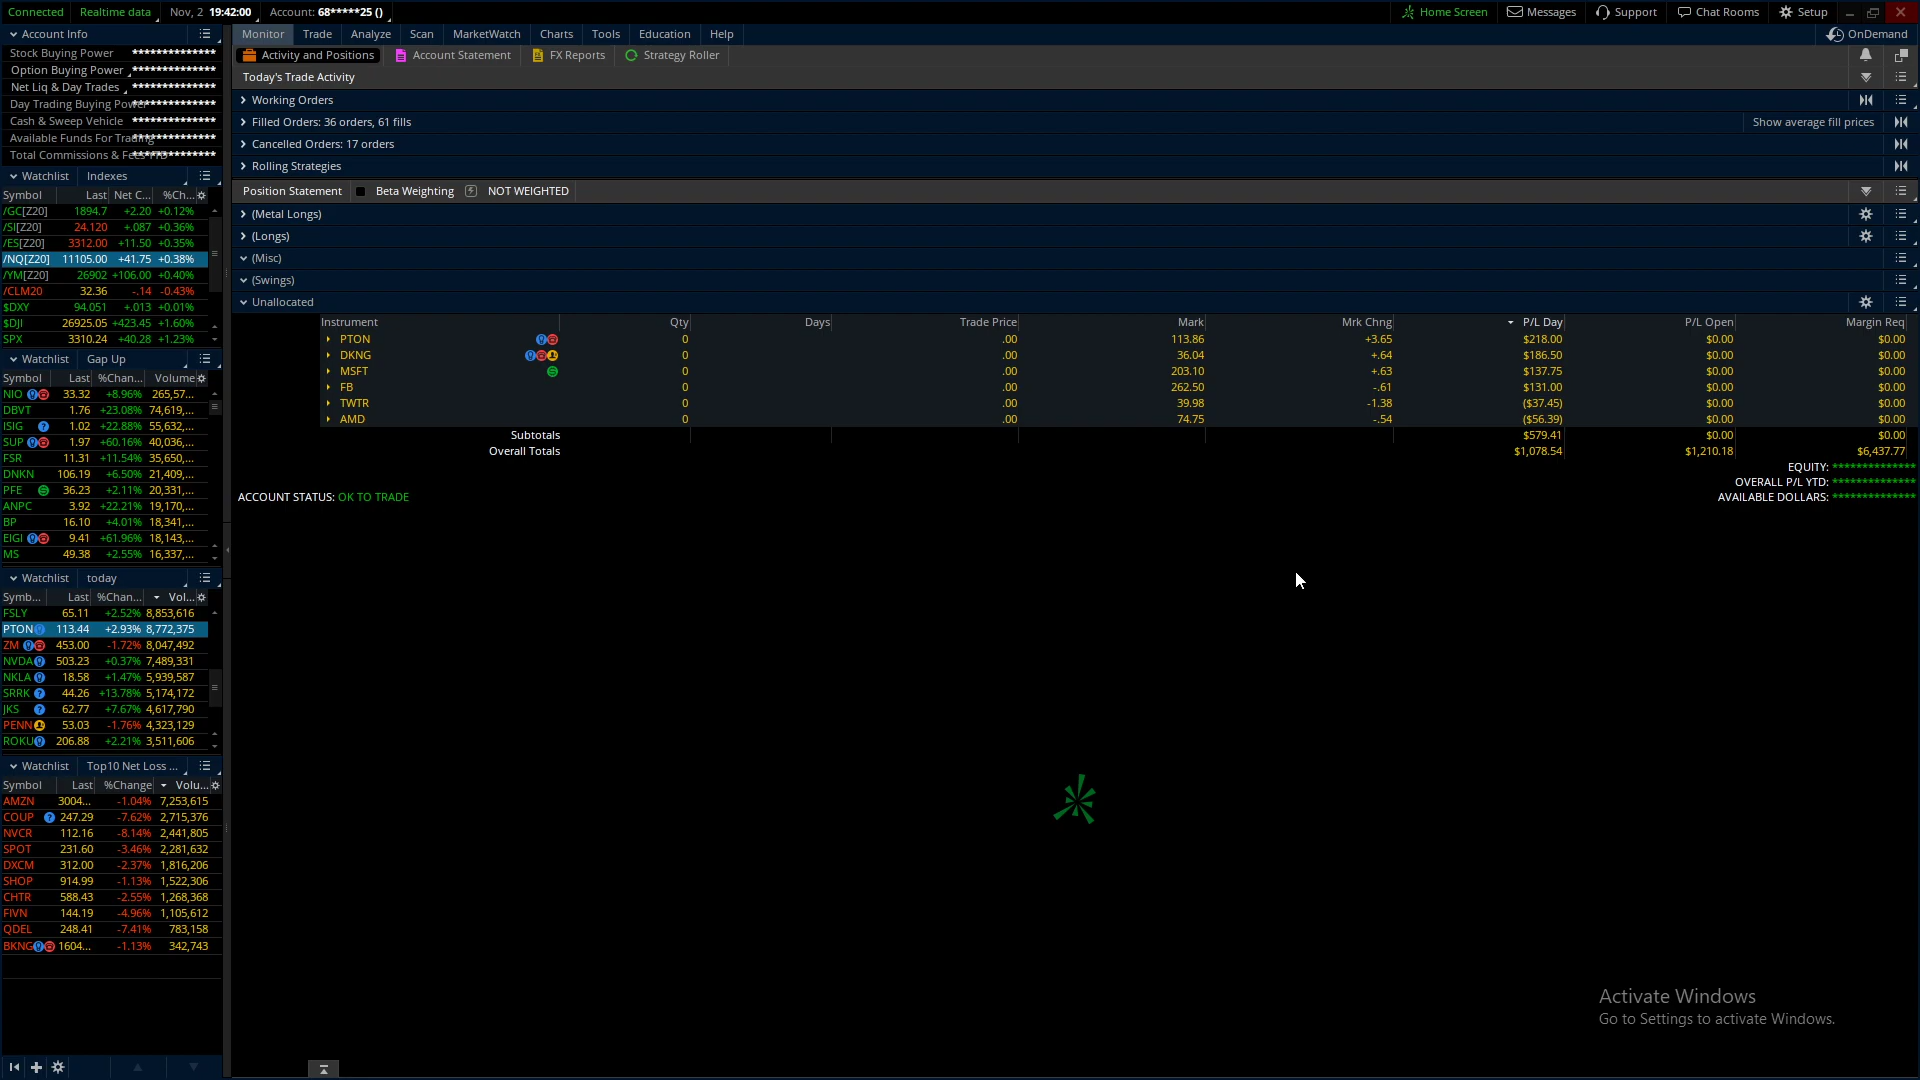 Connected Realtime data Nov, 2 19:42:00 Account: 68*****25 () Home Screen Messages Support Chat Rooms Setup
Account Info
Stock Buying Power **************
Option Buying Power **************
Net Liq & Day Trades **************
Day Trading Buying Power **************
Cash & Sweep Vehicle **************
Available Funds For Trading **************
Total Commissions & Fees YTD **************
Monitor Trade Analyze Scan MarketWatch Charts Tools Education Help OnDemand
Activity and Positions Account Statement FX Reports Strategy Roller
Today's Trade Activity
Working Orders
Filled Orders: 36 orders, 61 fills Show average fill prices
Cancelled Orders: 17 orders
Rolling Strategies
Position Statement Beta Weighting NOT WEIGHTED
(Metal Longs)
(Longs)
(Misc)
(Swings)
Unallocated
Instrument Qty Days Trade Price Mark Mrk Chng P/L Day P/L Open Margin Req
PTON 0 .00 113.86 +3.65 $218.00 $0.00 $0.00
DKNG 0 .00 36.04 +.64 $186.50 $0.00 $0.00
MSFT 0 .00 203.10 +.63 $137.75 $0.00 $0.00
FB 0 .00 262.50 -.61 $131.00 $0.00 $0.00
TWTR 0 .00 39.98 -1.38 ($37.45) $0.00 $0.00
AMD 0 .00 74.75 -.54 ($56.39) $0.00 $0.00
Subtotals $579.41 $0.00 $0.00
Overall Totals $1,078.54 $1,210.18 $6,437.77
EQUITY: **************
OVERALL P/L YTD: **************
ACCOUNT STATUS: OK TO TRADE AVAILABLE DOLLARS: **************
Watchlist Indexes
Symbol Last Net C... %Ch...
/GC[Z20] 1894.7 +2.20 +0.12%
/SI[Z20] 24.120 +.087 +0.36%
/ES[Z20] 3312.00 +11.50 +0.35%
/NQ[Z20] 11105.00 +41.75 +0.38%
/YM[Z20] 26902 +106.00 +0.40%
/CLM20 32.36 -.14 -0.43%
$DXY 94.051 +.013 +0.01%
$DJI 26925.05 +423.45 +1.60%
SPX 3310.24 +40.28 +1.23%
Watchlist Gap Up
Symbol Last %Chan... Volume
NIO 33.32 +8.96% 265,57...
DBVT 1.76 +23.08% 74,619,...
ISIG 1.02 +22.88% 55,632,...
SUP 1.97 +60.16% 40,036,...
FSR 11.31 +11.54% 35,650,...
DNKN 106.19 +6.50% 21,409,...
PFE 36.23 +2.11% 20,331,...
ANPC 3.92 +22.21% 19,170,...
BP 16.10 +4.01% 18,341,...
EIGI 9.41 +61.96% 18,143,...
MS 49.38 +2.55% 16,337,...
Watchlist today
Symb... Last %Chan... Vol...
FSLY 65.11 +2.52% 8,853,616
PTON 113.44 +2.93% 8,772,375
ZM 453.00 -1.72% 8,047,492
NVDA 503.23 +0.37% 7,489,331
NKLA 18.58 +1.47% 5,939,587
SRRK 44.26 +13.78% 5,174,172
JKS 62.77 +7.67% 4,617,790
PENN 53.03 -1.76% 4,323,129
ROKU 206.88 +2.21% 3,511,606
Watchlist Top10 Net Loss ...
Symbol Last %Change Volu...
AMZN 3004... -1.04% 7,253,615
COUP 247.29 -7.62% 2,715,376
NVCR 112.16 -8.14% 2,441,805
SPOT 231.60 -3.46% 2,281,632
DXCM 312.00 -2.37% 1,816,206
SHOP 914.99 -1.13% 1,522,306
CHTR 588.43 -2.55% 1,268,368
FIVN 144.19 -4.96% 1,105,612
QDEL 248.41 -7.41% 783,158
BKNG 1604... -1.13% 342,743
Activate Windows
Go to Settings to activate Windows.